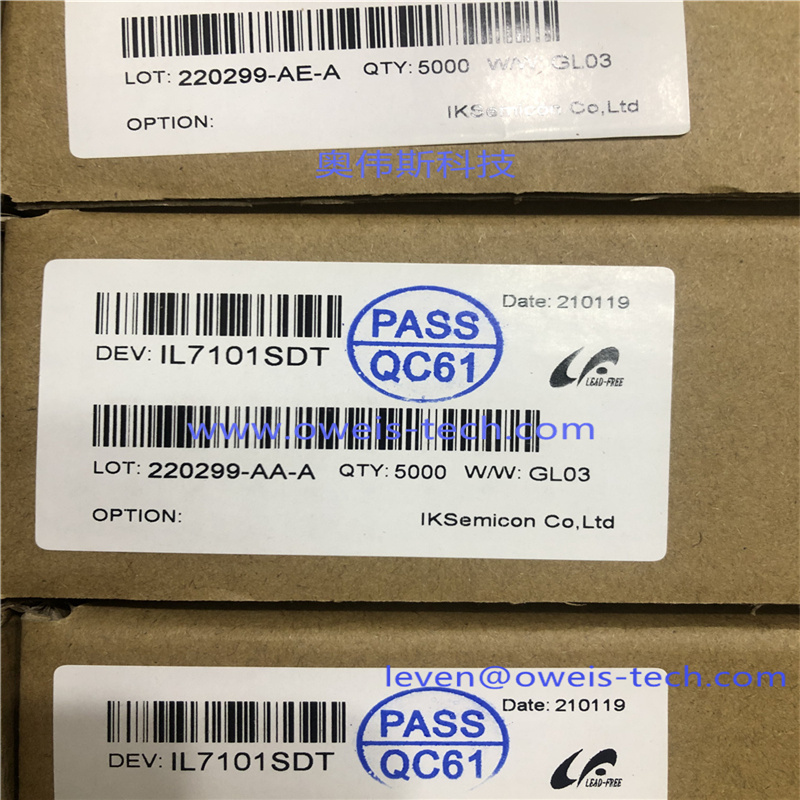 LOT: 220299-AE-A QTY: 5000 W/W: GL03
OPTION: IKSemicon Co,Ltd
奥伟斯科技
Date: 210119
PASS
QC61
DEV: IL7101SDT
LEAD-FREE
www.oweis-tech.com
LOT: 220299-AA-A QTY: 5000 W/W: GL03
OPTION: IKSemicon Co,Ltd
leven@oweis-tech.com
Date: 210119
PASS
QC61
DEV: IL7101SDT
LEAD-FREE